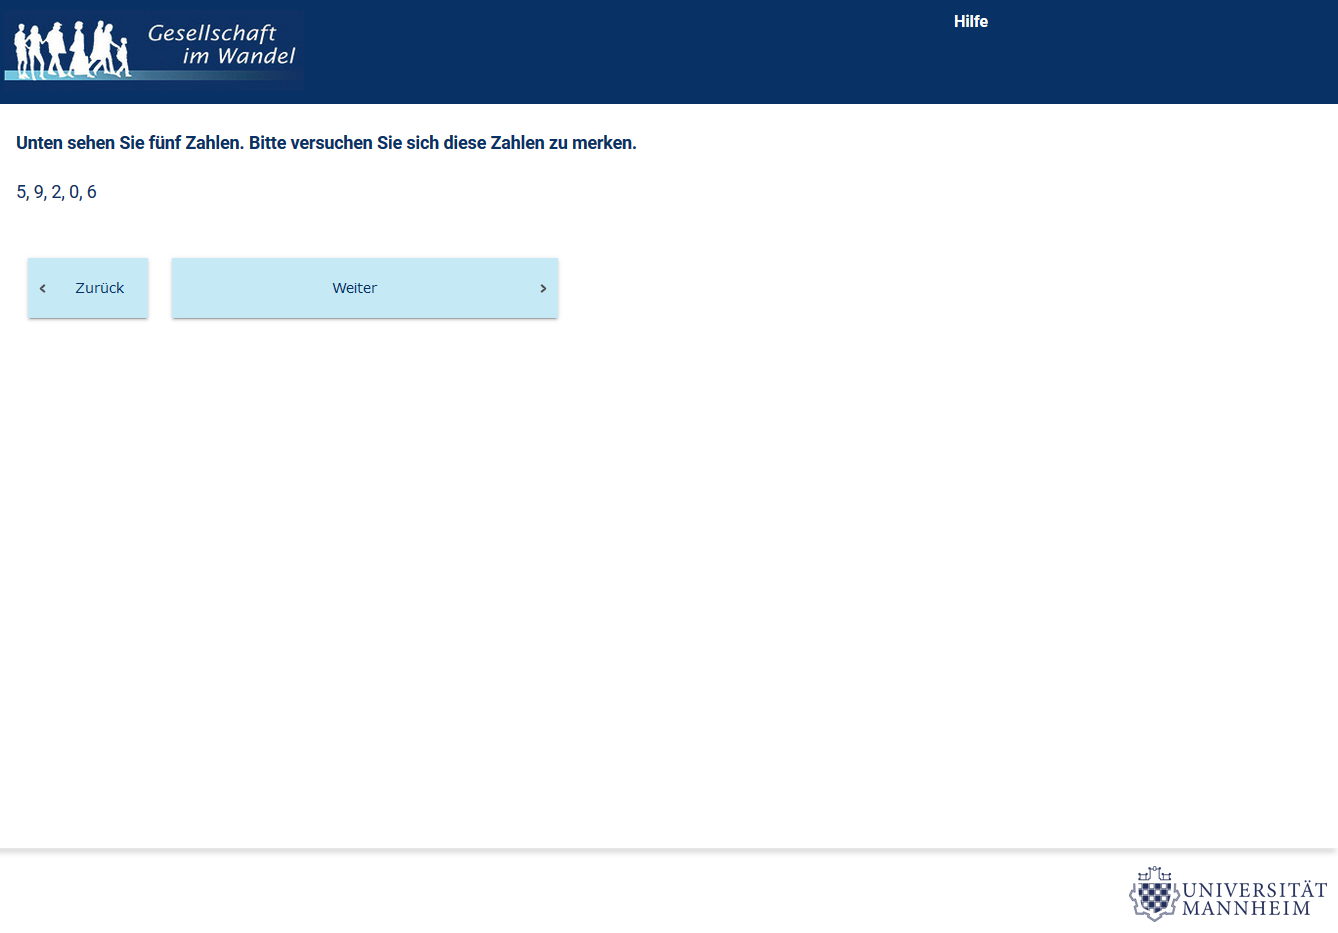 Gesellschaft
im Wandel
Hilfe
Unten sehen Sie fünf Zahlen. Bitte versuchen Sie sich diese Zahlen zu merken.
5, 9, 2, 0, 6
Zurück
Weiter
UNIVERSITÄT
MANNHEIM